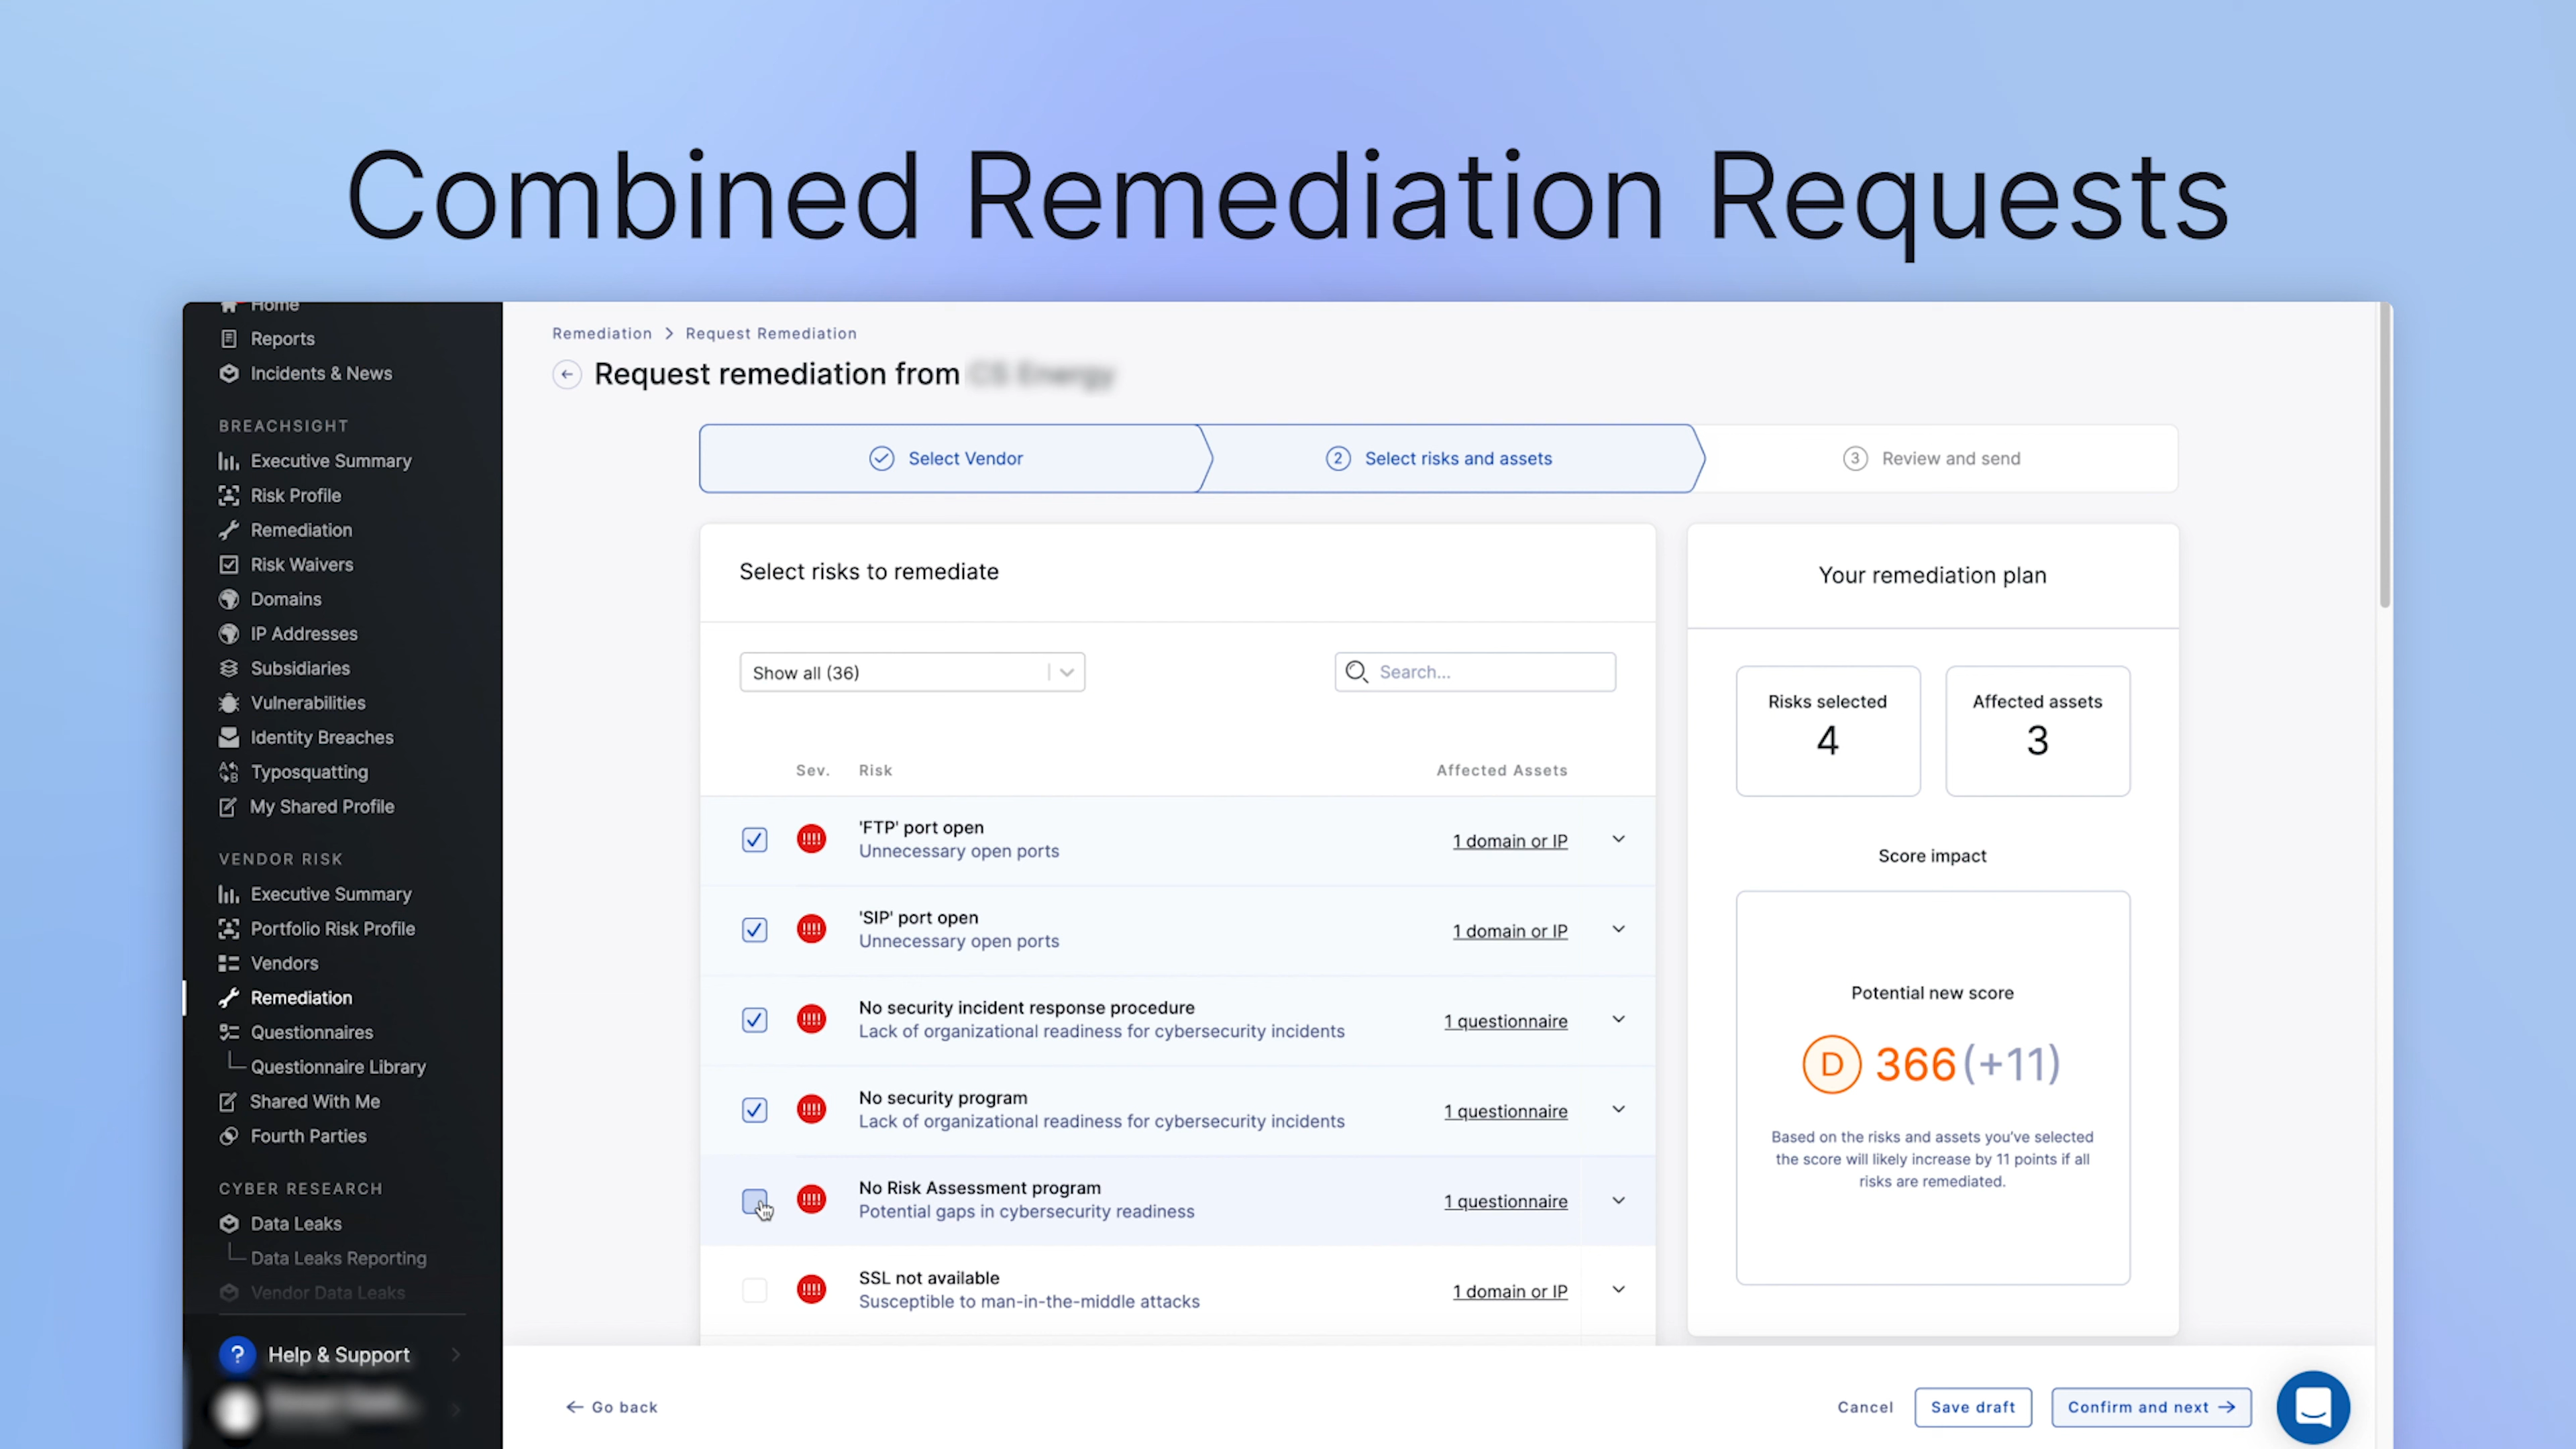 Combined Remediation Requests
Home
Reports
Incidents & News
BREACHSIGHT
Executive Summary
Risk Profile
Remediation
Risk Waivers
Domains
IP Addresses
Subsidiaries
Vulnerabilities
Identity Breaches
Typosquatting
My Shared Profile
VENDOR RISK
Executive Summary
Portfolio Risk Profile
Vendors
Remediation
Questionnaires
Questionnaire Library
Shared With Me
Fourth Parties
CYBER RESEARCH
Data Leaks
Data Leaks Reporting
Vendor Data Leaks
? Help & Support
Remediation > Request Remediation
Request remediation from
Select Vendor
2 Select risks and assets
3 Review and send
Select risks to remediate
Show all (36)
Search...
Sev. Risk Affected Assets
'FTP' port open
Unnecessary open ports
1 domain or IP
'SIP' port open
Unnecessary open ports
1 domain or IP
No security incident response procedure
Lack of organizational readiness for cybersecurity incidents
1 questionnaire
No security program
Lack of organizational readiness for cybersecurity incidents
1 questionnaire
No Risk Assessment program
Potential gaps in cybersecurity readiness
1 questionnaire
SSL not available
Susceptible to man-in-the-middle attacks
1 domain or IP
Your remediation plan
Risks selected
4
Affected assets
3
Score impact
Potential new score
D 366 (+11)
Based on the risks and assets you've selected
the score will likely increase by 11 points if all
risks are remediated.
← Go back
Cancel
Save draft
Confirm and next →